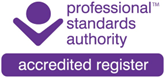 professional™
standards
authority
accredited register